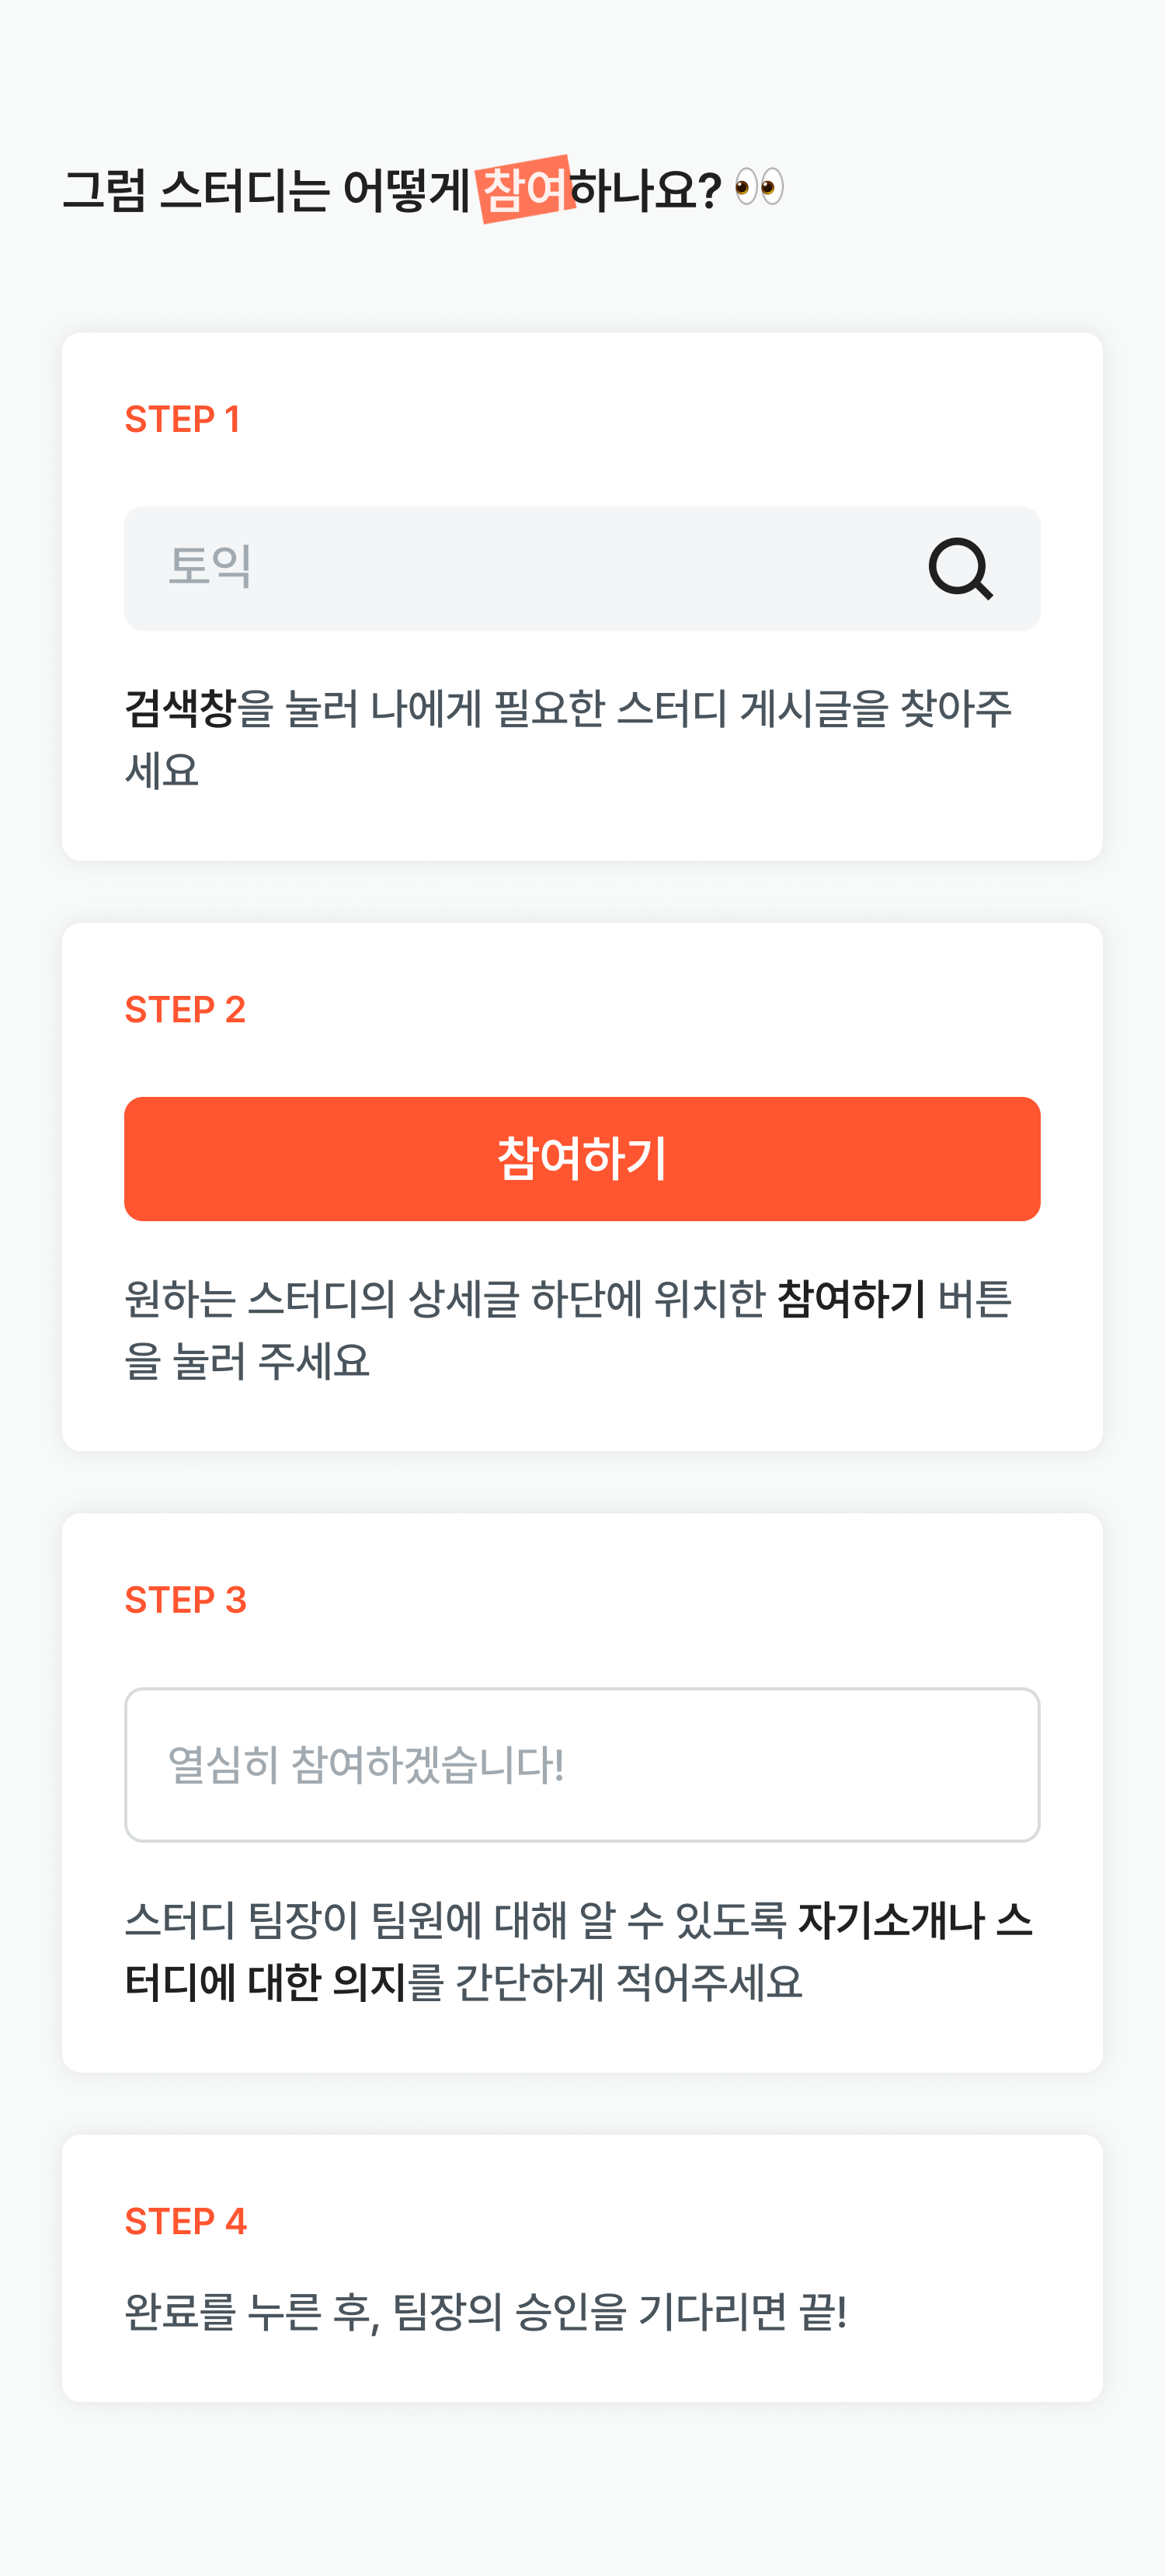 그럼 스터디는 어떻게 참여하나요? 👀
STEP 1
토익
검색창을 눌러 나에게 필요한 스터디 게시글을 찾아주
세요
STEP 2
참여하기
원하는 스터디의 상세글 하단에 위치한 참여하기 버튼
을 눌러 주세요
STEP 3
열심히 참여하겠습니다!
스터디 팀장이 팀원에 대해 알 수 있도록 자기소개나 스
터디에 대한 의지를 간단하게 적어주세요
STEP 4
완료를 누른 후, 팀장의 승인을 기다리면 끝!